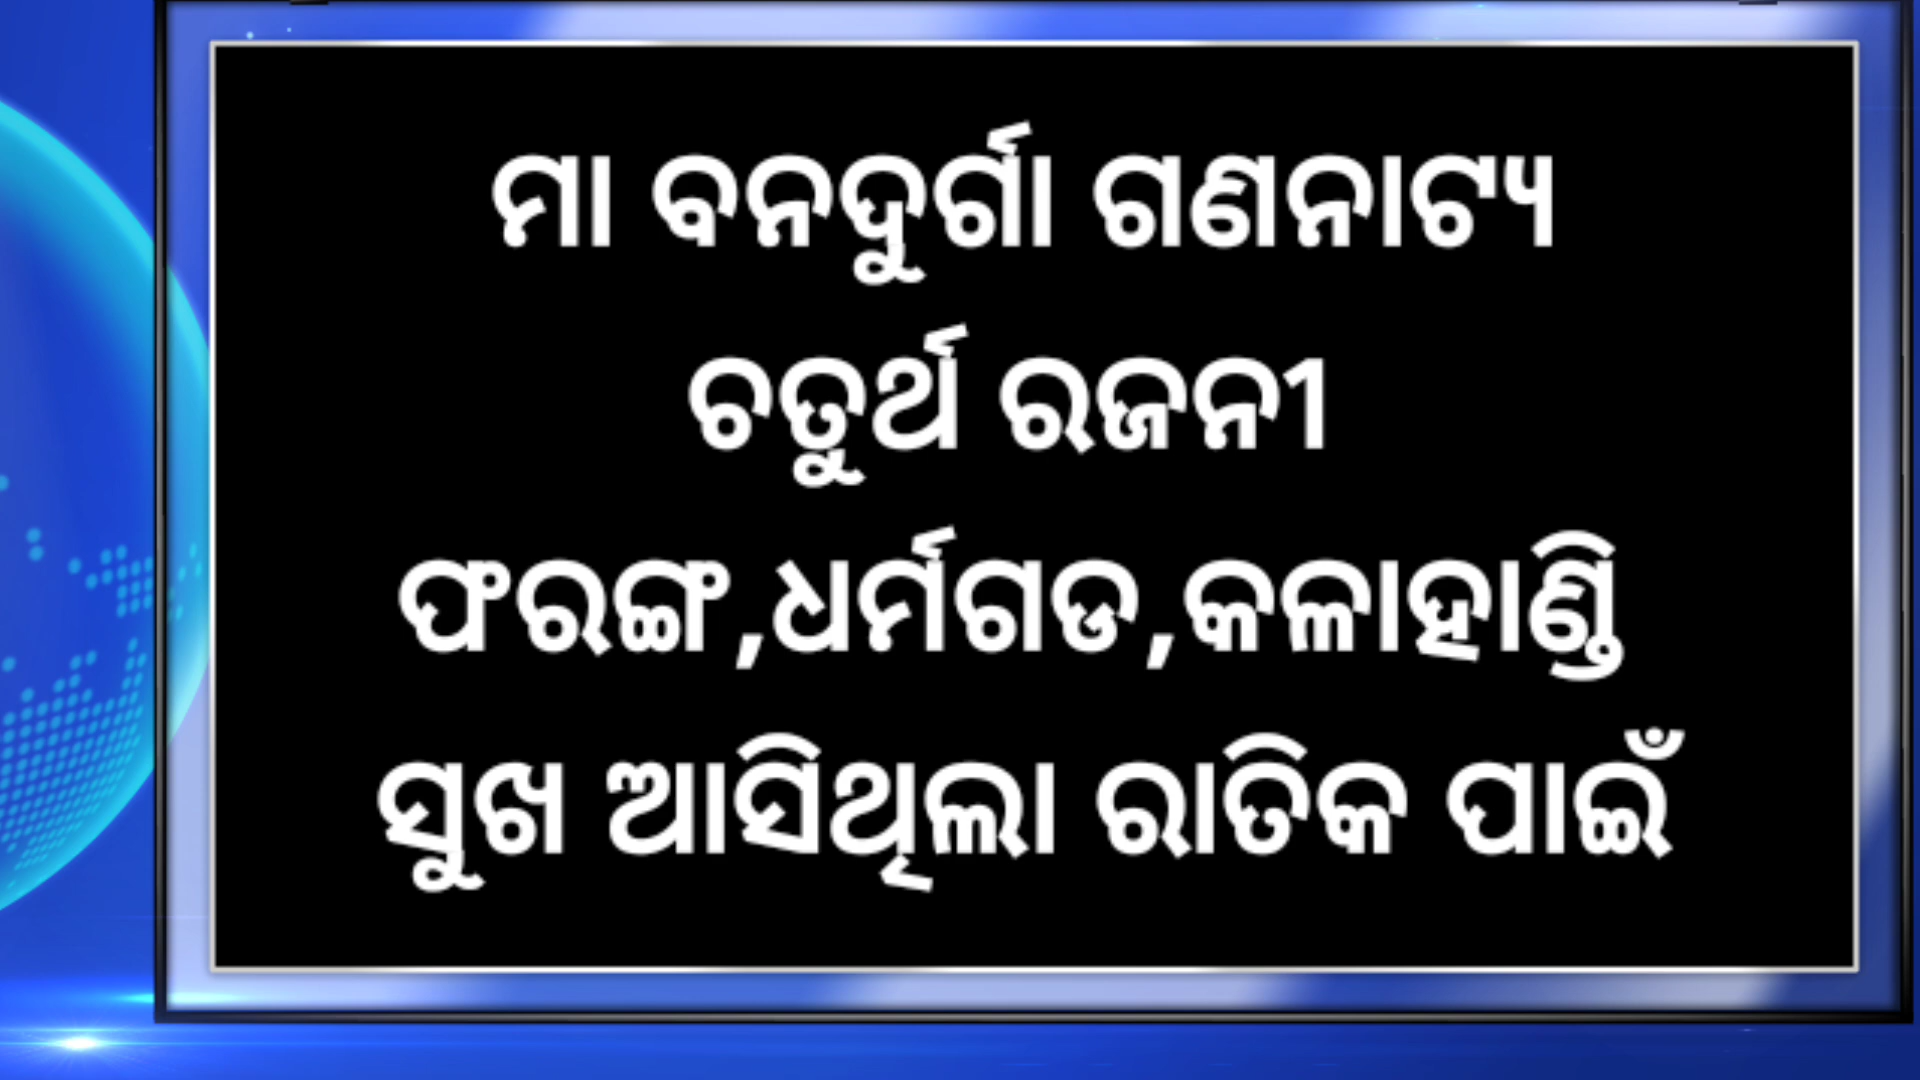 ମା ବନଦୁର୍ଗା ଗଣନାଟ୍ୟ
ଚତୁର୍ଥ ରଜନୀ
ଫରଙ୍ଗ,ଧର୍ମଗଡ,କଳାହାଣ୍ଡି
ସୁଖ ଆସିଥିଲା ରାତିକ ପାଇଁ